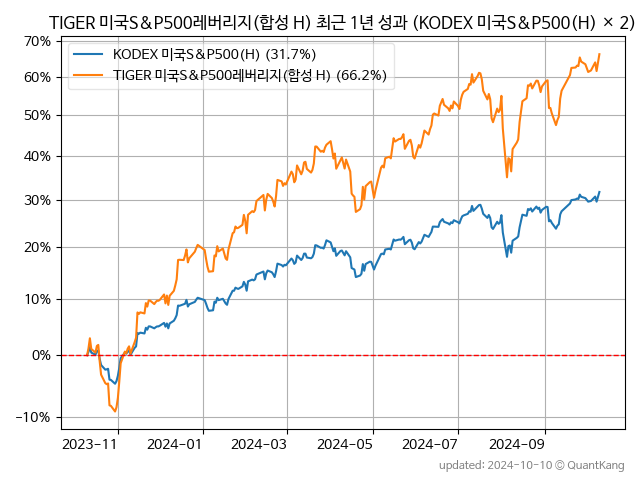 TIGER 미국S&P500레버리지(합성 H) 최근 1년 성과 (KODEX 미국S&P500(H) × 2)
KODEX 미국S&P500(H) (31.7%)
TIGER 미국S&P500레버리지(합성 H) (66.2%)
70%
60%
50%
40%
30%
20%
10%
0%
−10%
2023−11 2024−01 2024−03 2024−05 2024−07 2024−09
updated: 2024-10-10 © QuantKang